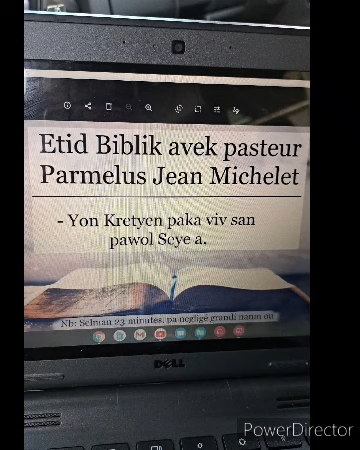 Etid Biblik avek pasteur
Parmelus Jean Michelet
- Yon Kretyen paka viv san
pawol Seye a.
Nb: Selman 23 minutes, pa neglije grandi nanm ou
DELL
PowerDirector